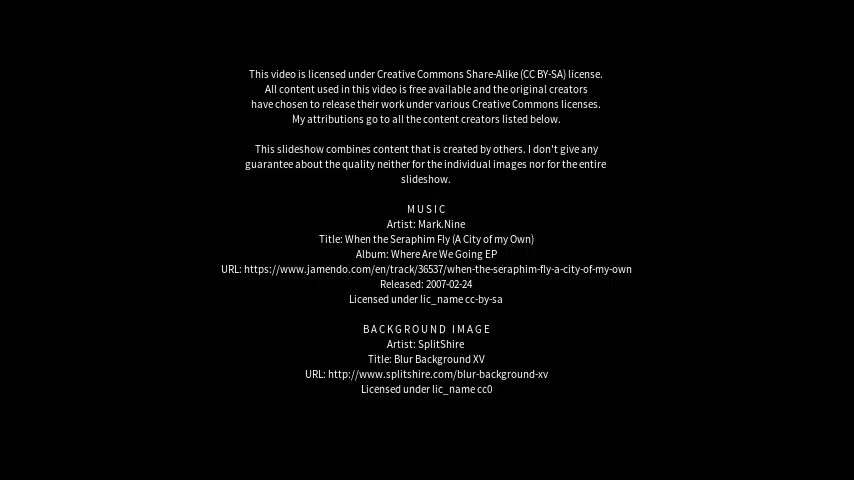 This video is licensed under Creative Commons Share-Alike (CC BY-SA) license.
All content used in this video is free available and the original creators
have chosen to release their work under various Creative Commons licenses.
My attributions go to all the content creators listed below.
This slideshow combines content that is created by others. I don't give any
guarantee about the quality neither for the individual images nor for the entire
slideshow.
MUSIC
Artist: Mark.Nine
Title: When the Seraphim Fly (A City of my Own)
Album: Where Are We Going EP
URL: https://www.jamendo.com/en/track/36537/when-the-seraphim-fly-a-city-of-my-own
Released: 2007-02-24
Licensed under lic_name cc-by-sa
BACKGROUND IMAGE
Artist: SplitShire
Title: Blur Background XV
URL: http://www.splitshire.com/blur-background-xv
Licensed under lic_name cc0